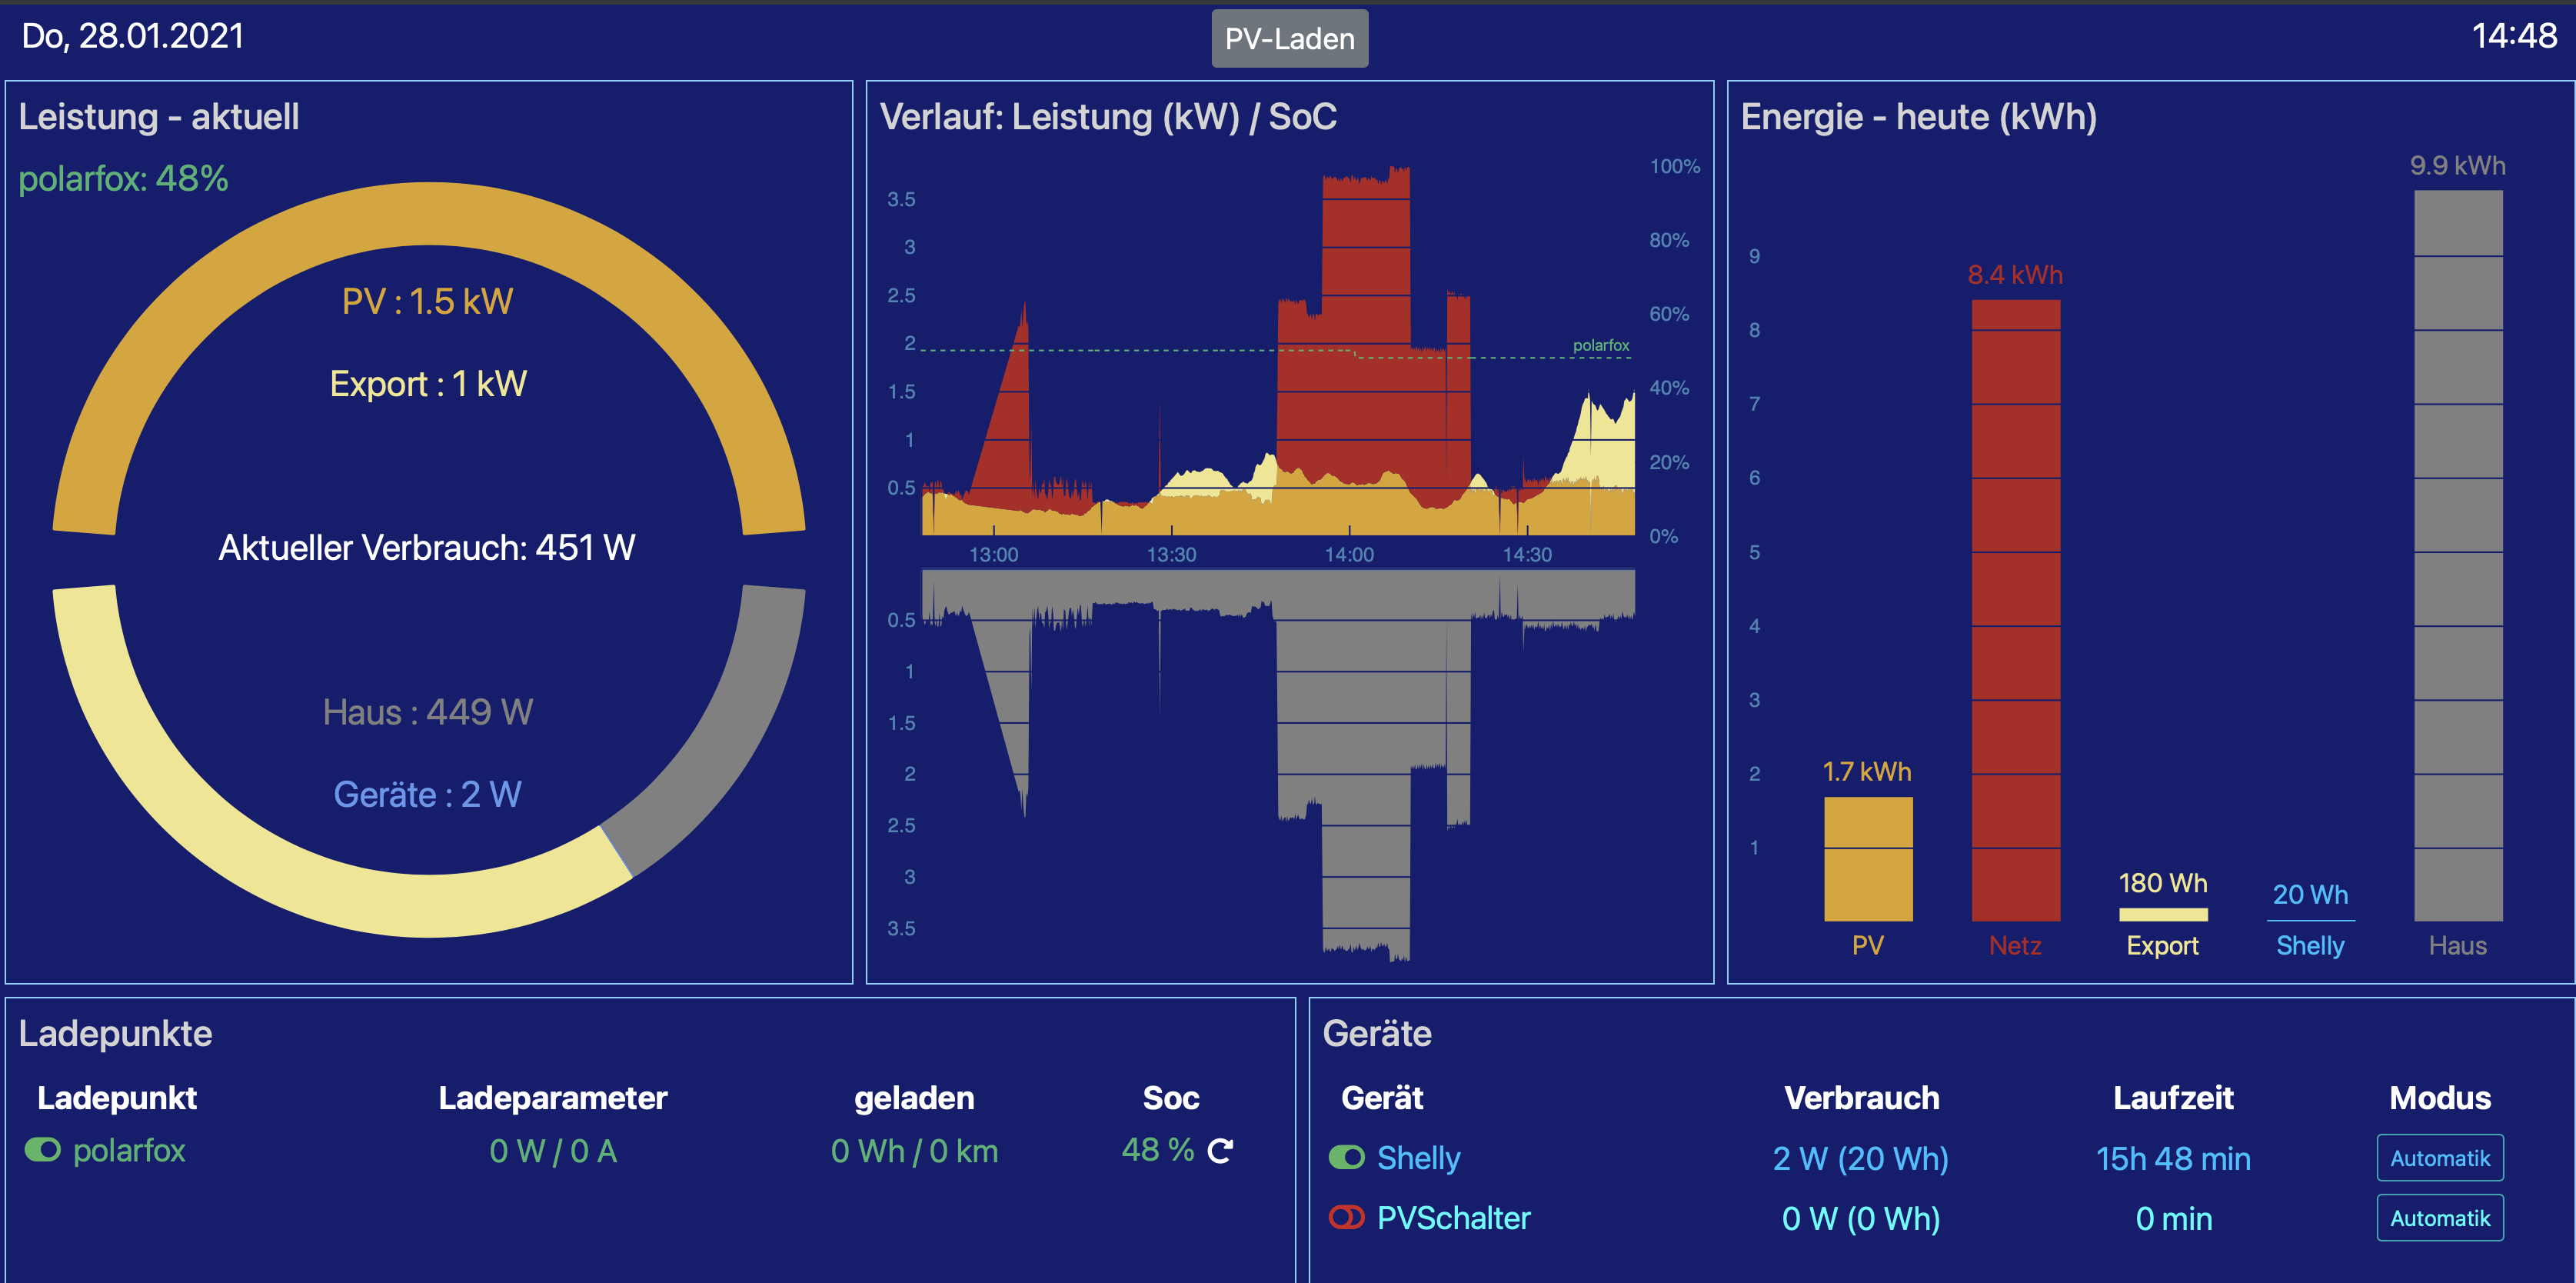 Do, 28.01.2021
PV-Laden
14:48
Leistung - aktuell
polarfox: 48%
PV : 1.5 kW
Export : 1 kW
Aktueller Verbrauch: 451 W
Haus : 449 W
Geräte : 2 W
Verlauf: Leistung (kW) / SoC
100%
3.5
80%
3
2.5
60%
2
polarfox
1.5
40%
1
20%
0.5
0%
13:00 13:30 14:00 14:30
0.5
1
1.5
2
2.5
3
3.5
Energie - heute (kWh)
9.9 kWh
9
8.4 kWh
8
7
6
5
4
3
2
1.7 kWh
1
180 Wh
20 Wh
PV Netz Export Shelly Haus
Ladepunkte
Ladepunkt Ladeparameter geladen Soc
polarfox 0 W / 0 A 0 Wh / 0 km 48 %
Geräte
Gerät Verbrauch Laufzeit Modus
Shelly 2 W (20 Wh) 15h 48 min Automatik
PVSchalter 0 W (0 Wh) 0 min Automatik